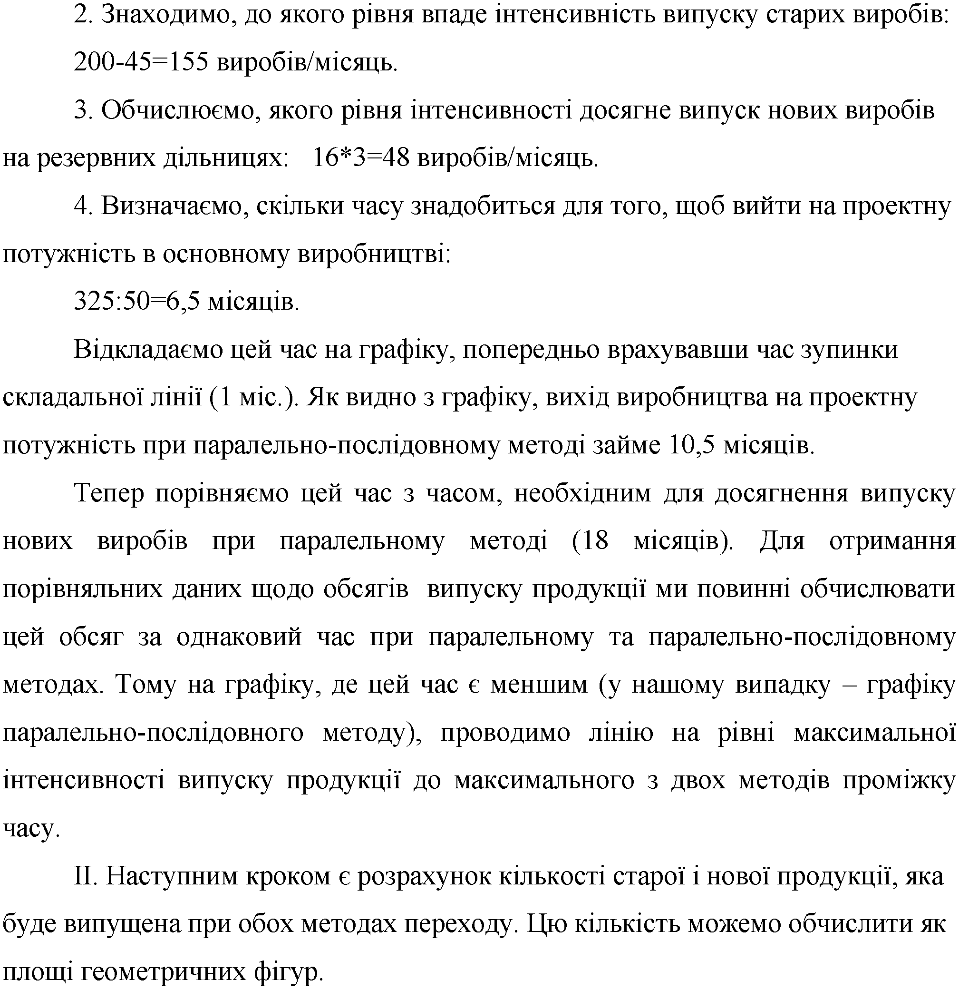 2. Знаходимо, до якого рівня впаде інтенсивність випуску старих виробів:
200-45=155 виробів/місяць.
3. Обчислюємо, якого рівня інтенсивності досягне випуск нових виробів
на резервних дільницях: 16*3=48 виробів/місяць.
4. Визначаємо, скільки часу знадобиться для того, щоб вийти на проектну
потужність в основному виробництві:
325:50=6,5 місяців.
Відкладаємо цей час на графіку, попередньо врахувавши час зупинки
складальної лінії (1 міс.). Як видно з графіку, вихід виробництва на проектну
потужність при паралельно-послідовному методі займе 10,5 місяців.
Тепер порівняємо цей час з часом, необхідним для досягнення випуску
нових виробів при паралельному методі (18 місяців). Для отримання
порівняльних даних щодо обсягів випуску продукції ми повинні обчислювати
цей обсяг за однаковий час при паралельному та паралельно-послідовному
методах. Тому на графіку, де цей час є меншим (у нашому випадку – графіку
паралельно-послідовного методу), проводимо лінію на рівні максимальної
інтенсивності випуску продукції до максимального з двох методів проміжку
часу.
ІІ. Наступним кроком є розрахунок кількості старої і нової продукції, яка
буде випущена при обох методах переходу. Цю кількість можемо обчислити як
площі геометричних фігур.